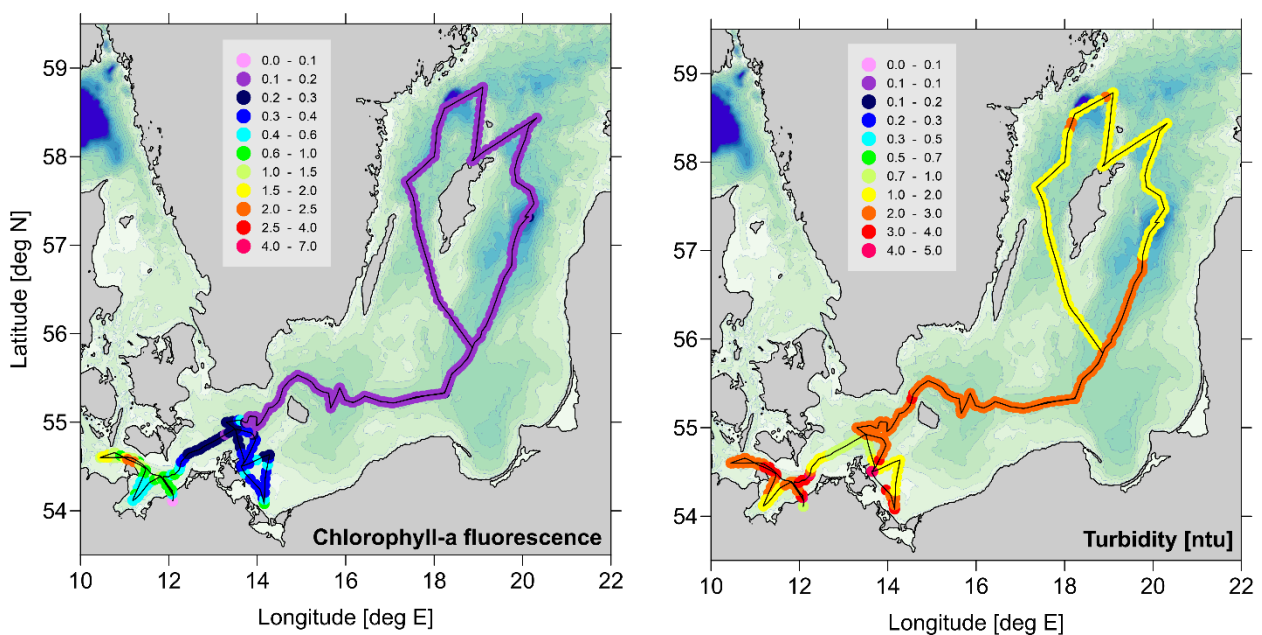 0.0 - 0.1
0.1 - 0.2
0.2 - 0.3
0.3 - 0.4
0.4 - 0.6
0.6 - 1.0
1.0 - 1.5
1.5 - 2.0
2.0 - 2.5
2.5 - 4.0
4.0 - 7.0
59
58
57
56
55
54
Latitude [deg N]
Chlorophyll-a fluorescence
10 12 14 16 18 20 22
Longitude [deg E]
0.0 - 0.1
0.1 - 0.1
0.1 - 0.2
0.2 - 0.3
0.3 - 0.5
0.5 - 0.7
0.7 - 1.0
1.0 - 2.0
2.0 - 3.0
3.0 - 4.0
4.0 - 5.0
59
58
57
56
55
54
Turbidity [ntu]
10 12 14 16 18 20 22
Longitude [deg E]